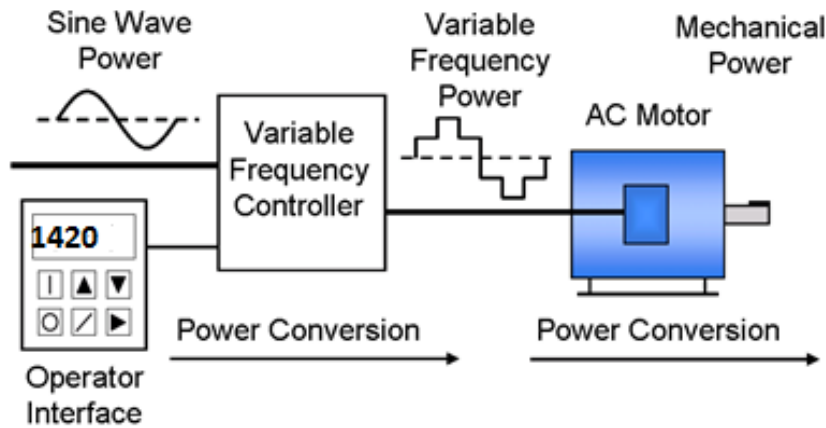 Sine Wave
Power
Variable
Frequency
Power
Mechanical
Power
AC Motor
Variable
Frequency
Controller
1420
Power Conversion
Power Conversion
Operator
Interface